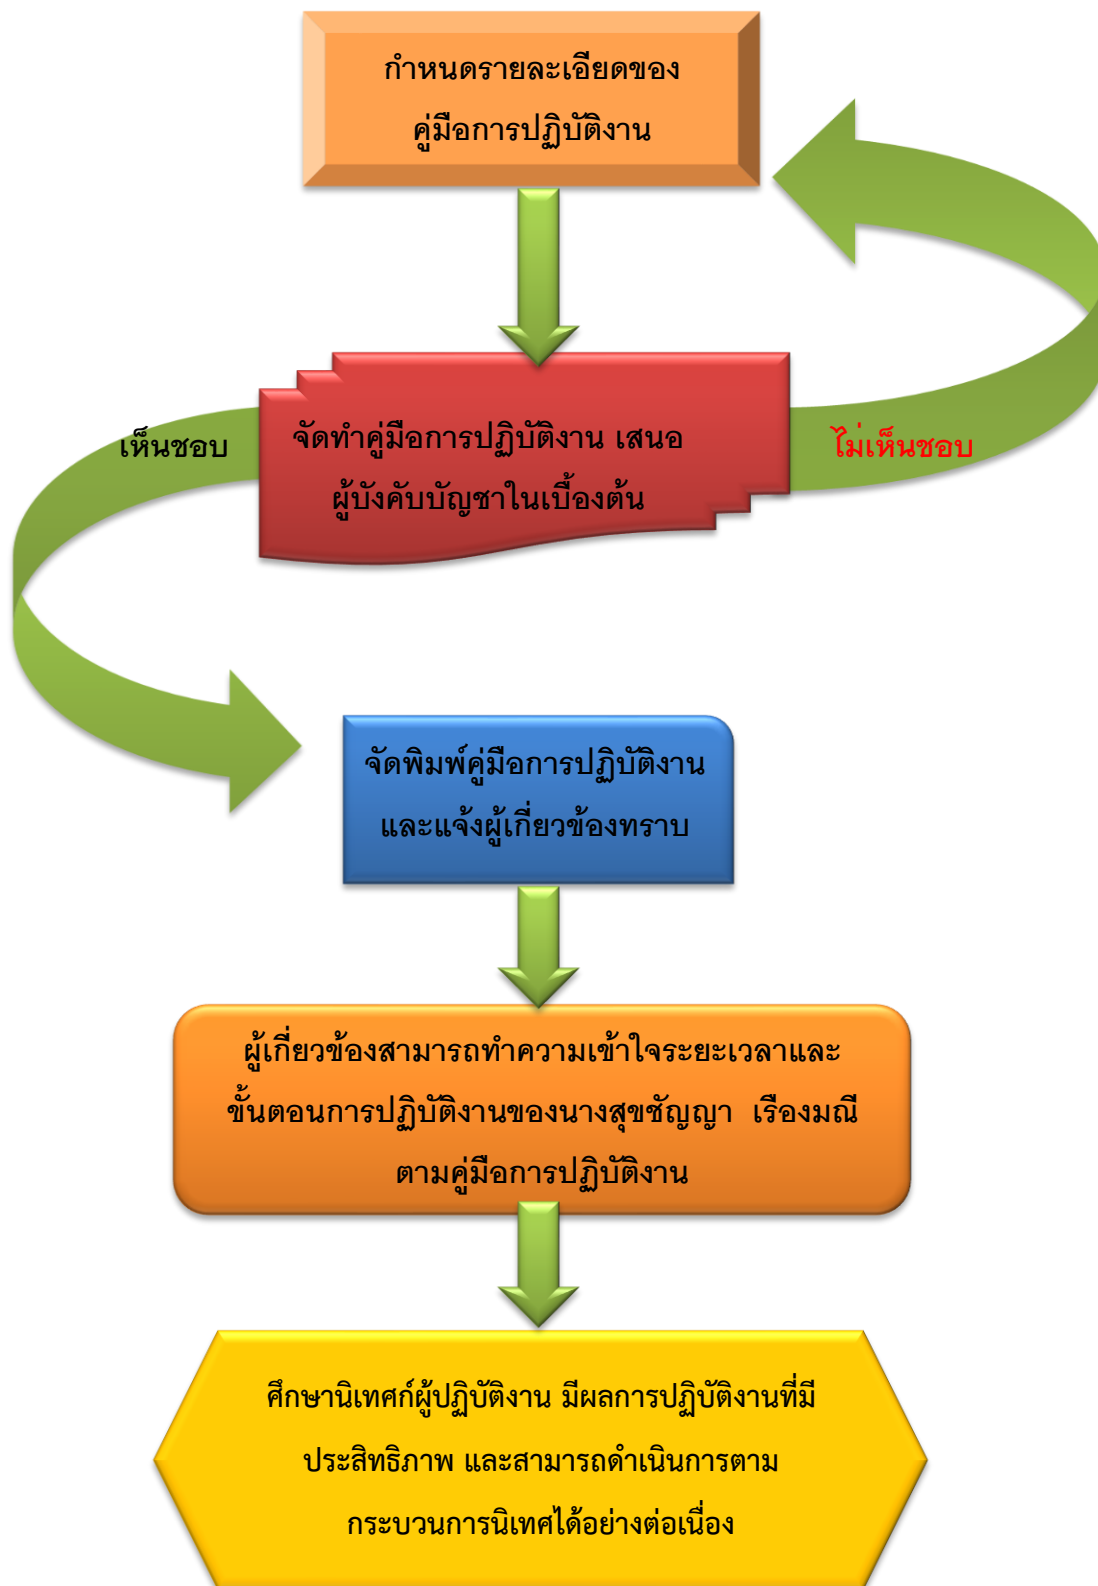 กำหนดรายละเอียดของ
คู่มือการปฏิบัติงาน
เห็นชอบ
จัดทำคู่มือการปฏิบัติงาน เสนอ
ผู้บังคับบัญชาในเบื้องต้น
ไม่เห็นชอบ
จัดพิมพ์คู่มือการปฏิบัติงาน
และแจ้งผู้เกี่ยวข้องทราบ
ผู้เกี่ยวข้องสามารถทำความเข้าใจระยะเวลาและ
ขั้นตอนการปฏิบัติงานของนางสุขชัญญา เรืองมณี
ตามคู่มือการปฏิบัติงาน
ศึกษานิเทศก์ผู้ปฏิบัติงาน มีผลการปฏิบัติงานที่มี
ประสิทธิภาพ และสามารถดำเนินการตาม
กระบวนการนิเทศได้อย่างต่อเนื่อง